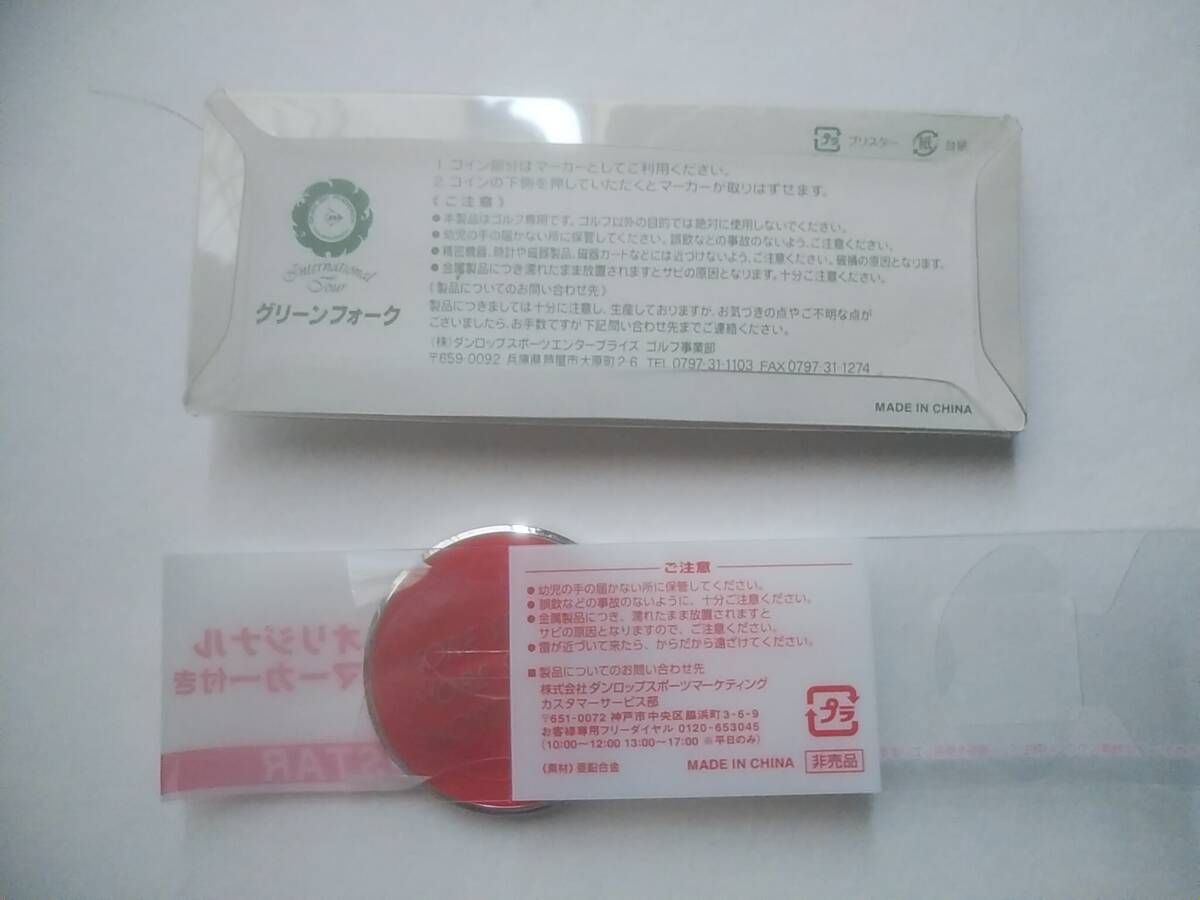 プラ ブリスター 紙 台紙
1. コイン部分はマーカーとしてご利用ください。
2. コインの下側を押していただくとマーカーが取りはずせます。
《ご注意》
●本製品はゴルフ専用です。ゴルフ以外の目的では絶対に使用しないでください。
●幼児の手の届かない所に保管してください。誤飲などの事故のないよう、ご注意ください。
●精密機器、時計や磁器製品、磁器カートなどには近づけないよう、ご注意ください。機損の原因となります。
●金属製品につき濡れたまま放置されますとサビの原因となります。十分ご注意ください。
International
Tour
グリーンフォーク
《製品についてのお問い合わせ先》
製品につきましては十分に注意し、生産しておりますが、お気づきの点やご不明な点が
ございましたら、お手数ですが下記問い合わせ先までご連絡ください。
(株)ダンロップスポーツエンタープライズ ゴルフ事業部
〒659-0092 兵庫県芦屋市大原町2-6 TEL 0797-31-1103 FAX0797-31-1274
MADE IN CHINA
オリジナル
マーカー付き
STAR
ご注意
●幼児の手の届かない所に保管してください。
●誤飲などの事故のないように、十分ご注意ください。
●金属製品につき、濡れたまま放置されますと
サビの原因となりますので、ご注意ください。
●雷が近づいて来たら、からだから遠ざけてください。
■製品についてのお問い合わせ先
株式会社ダンロップスポーツマーケティング
カスタマーサービス部
〒651-0072 神戸市中央区脇浜町3-6-9
お客様専用フリーダイヤル 0120-653045
(10:00〜12:00 13:00〜17:00 ※平日のみ)
《素材》亜鉛合金 MADE IN CHINA 非売品
プラ